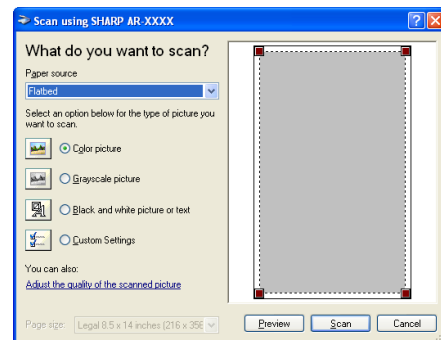 Scan using SHARP AR-XXXX
What do you want to scan?
Paper source
Flatbed
Select an option below for the type of picture you
want to scan.
Color picture
Grayscale picture
Black and white picture or text
Custom Settings
You can also:
Adjust the quality of the scanned picture
Page size:
Legal 8.5 x 14 inches (216 x 356
Preview
Scan
Cancel